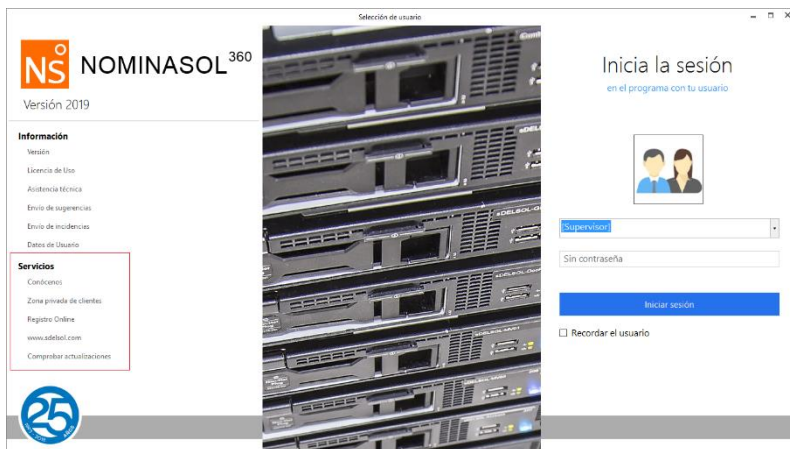 Selección de usuario
NS
NOMINASOL 360
Versión 2019
Información
Versión
Licencia de Uso
Asistencia técnica
Envío de sugerencias
Envío de incidencias
Datos de Usuario
Servicios
Conócenos
Zona privada de clientes
Registro Online
www.sdelsol.com
Comprobar actualizaciones
25
Inicia la sesión
en el programa con tu usuario
[Supervisor]
Sin contraseña
Iniciar sesión
Recordar el usuario